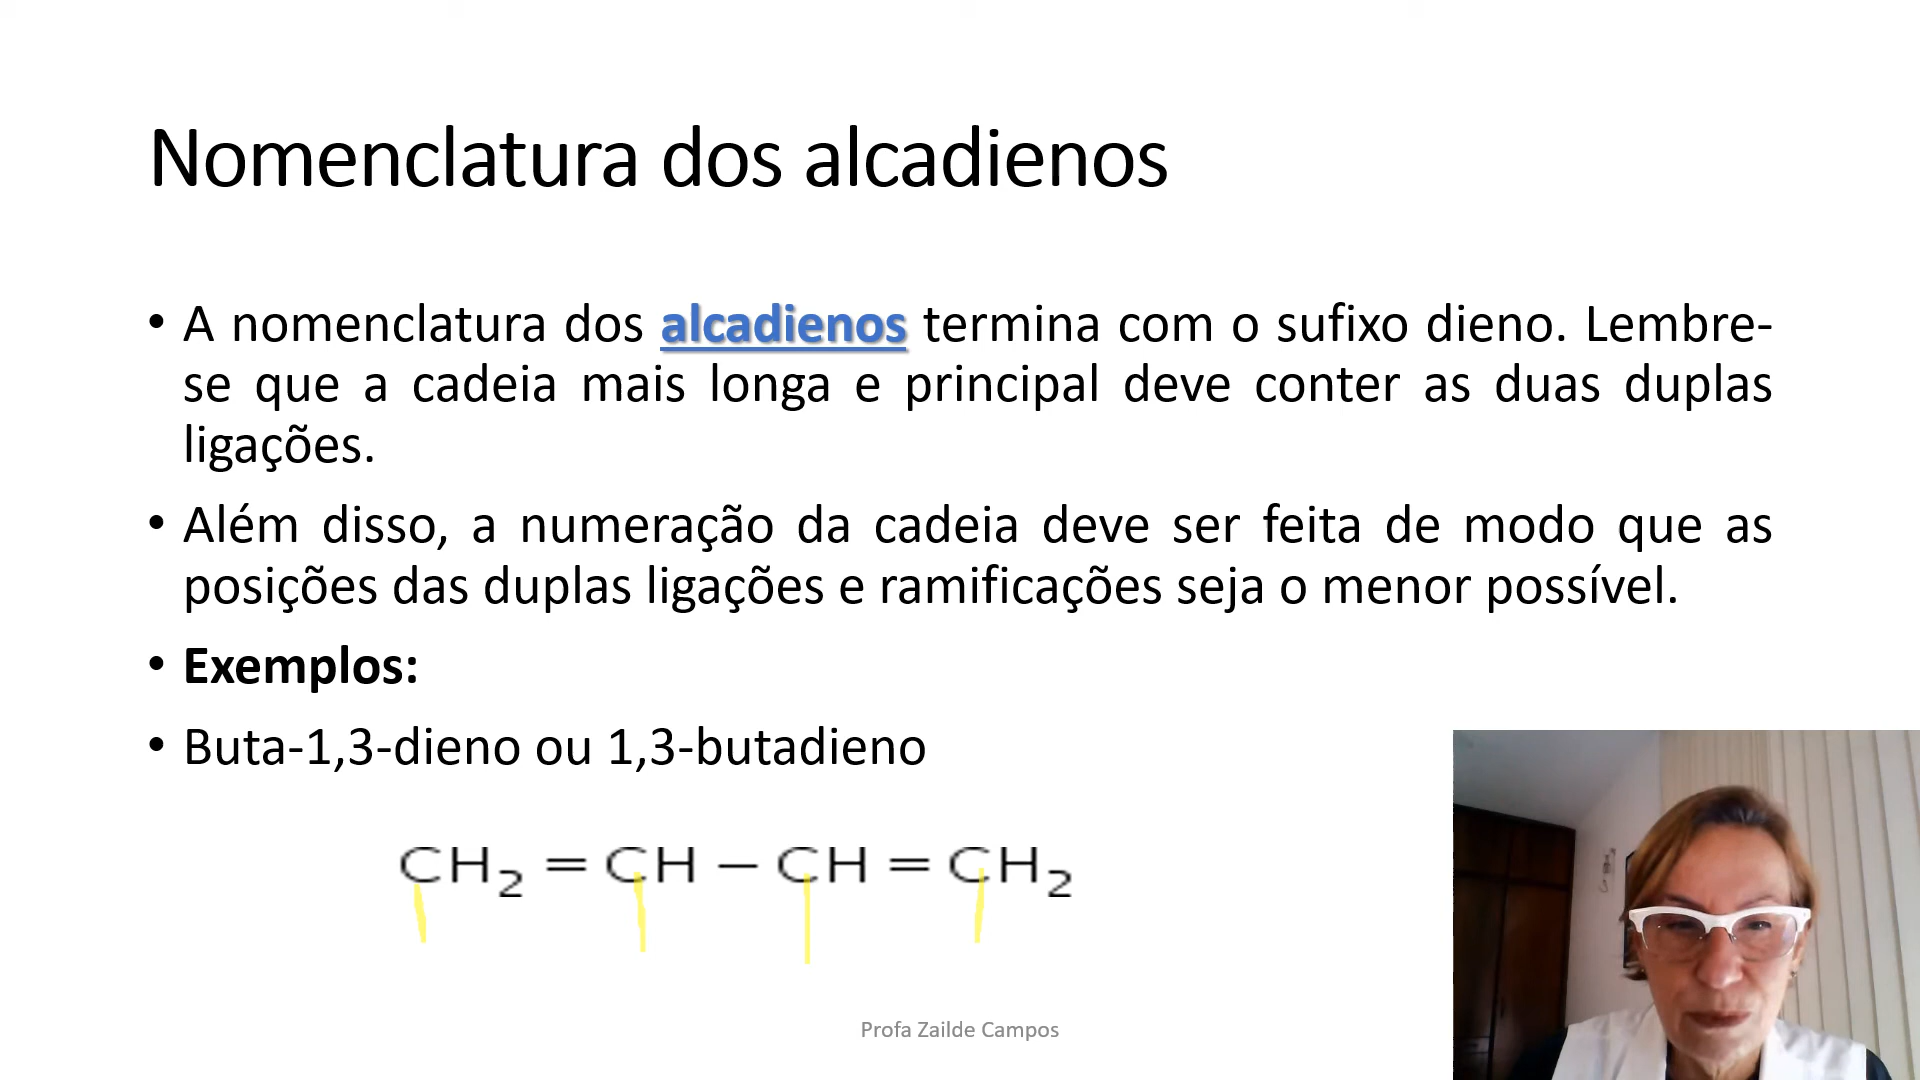 Nomenclatura dos alcadienos
• A nomenclatura dos alcadienos termina com o sufixo dieno. Lembre-
se que a cadeia mais longa e principal deve conter as duas duplas
ligações.
• Além disso, a numeração da cadeia deve ser feita de modo que as
posições das duplas ligações e ramificações seja o menor possível.
• Exemplos:
• Buta-1,3-dieno ou 1,3-butadieno
CH₂ = CH – CH = CH₂
Profa Zailde Campos